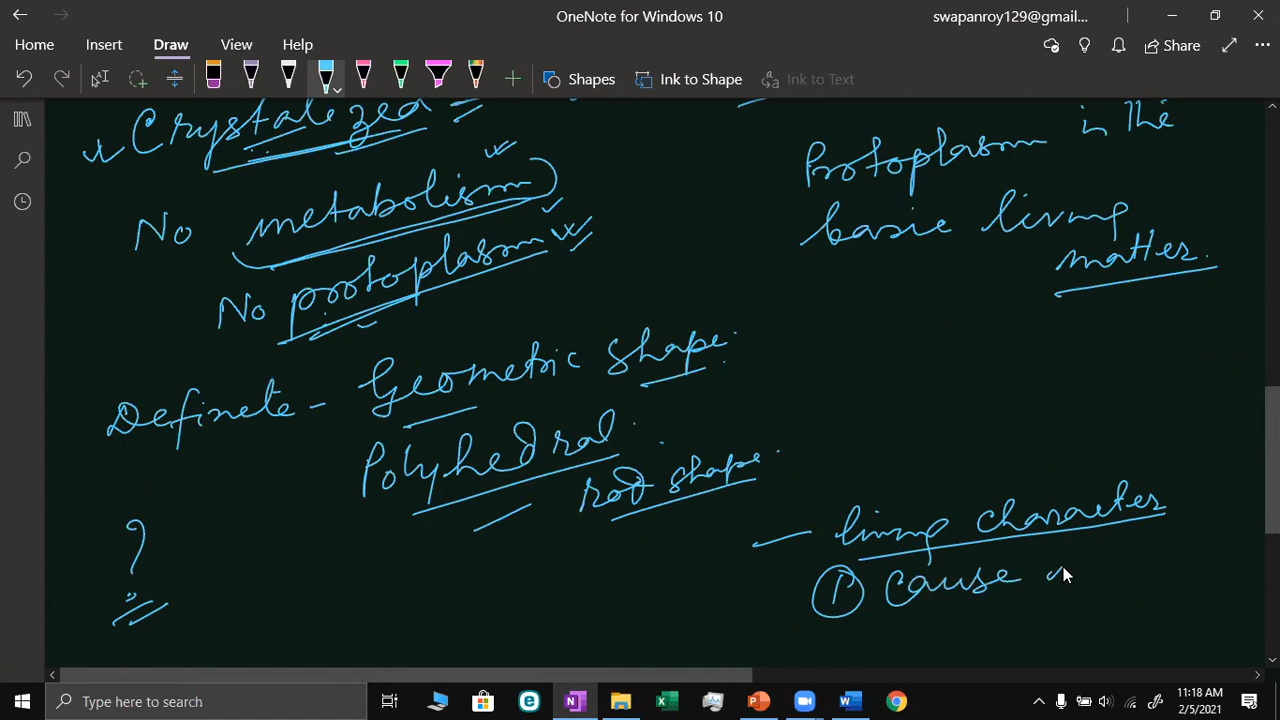 OneNote for Windows 10
swapanroy129@gmail...
Home Insert Draw View Help
Share
Shapes Ink to Shape Ink to Text
Crystalized
No metabolism
No protoplasm
Definete - Geometric shape.
Polyhedral.
rod shape.
?
Protoplasm in the
basic living
matter.
- living character
① Cause
Type here to search
11:18 AM
2/5/2021